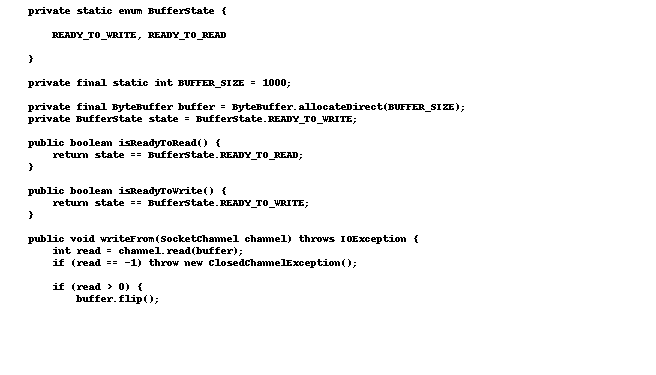 private static enum BufferState {
READY_TO_WRITE, READY_TO_READ
}
private final static int BUFFER_SIZE = 1000;
private final ByteBuffer buffer = ByteBuffer.allocateDirect(BUFFER_SIZE);
private BufferState state = BufferState.READY_TO_WRITE;
public boolean isReadyToRead() {
return state == BufferState.READY_TO_READ;
}
public boolean isReadyToWrite() {
return state == BufferState.READY_TO_WRITE;
}
public void writeFrom(SocketChannel channel) throws IOException {
int read = channel.read(buffer);
if (read == -1) throw new ClosedChannelException();
if (read > 0) {
buffer.flip();